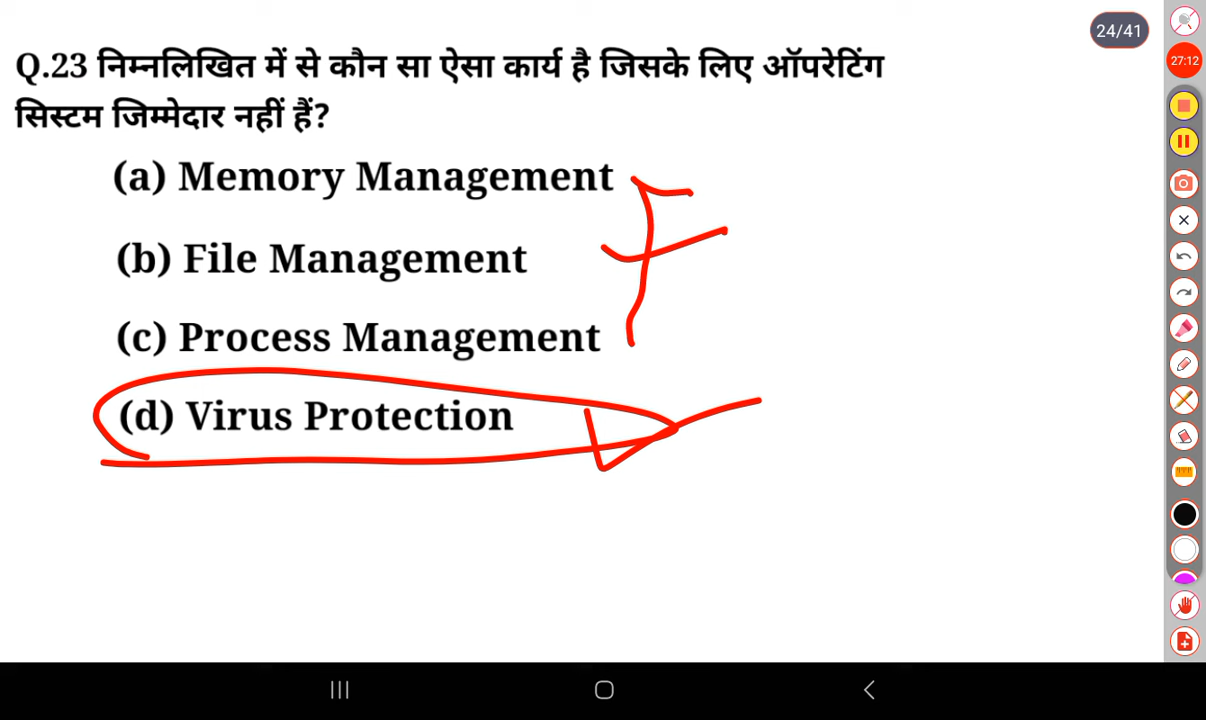 24/41
27:12
Q.23 निम्नलिखित में से कौन सा ऐसा कार्य है जिसके लिए ऑपरेटिंग
सिस्टम जिम्मेदार नहीं हैं?
(a) Memory Management
(b) File Management
(c) Process Management
(d) Virus Protection